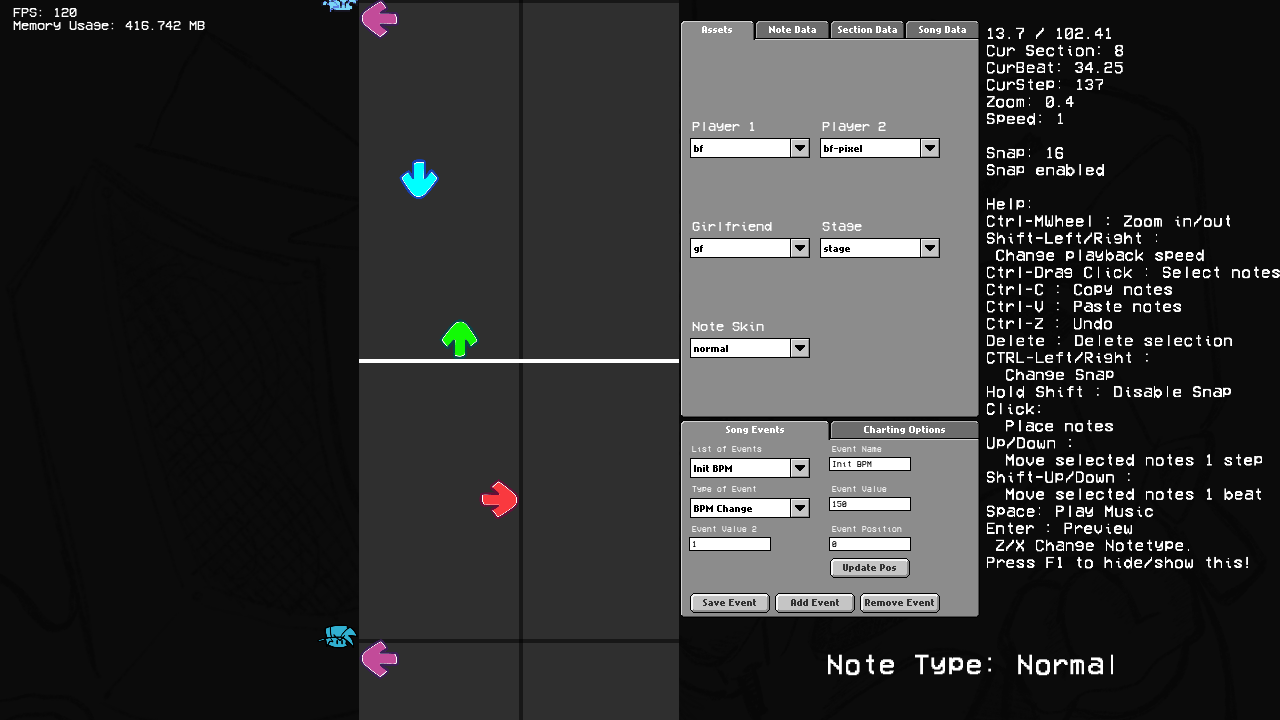 FPS: 120
Memory Usage: 416.742 MB
Assets
Note Data
Section Data
Song Data
Player 1
Player 2
bf
bf-pixel
Girlfriend
Stage
gf
stage
Note Skin
normal
Song Events
Charting Options
List of Events
Event Name
Init BPM
Init BPM
Type of Event
Event Value
BPM Change
150
Event Value 2
Event Position
1
0
Update Pos
Save Event
Add Event
Remove Event
13.7 / 102.41
Cur Section: 8
CurBeat: 34.25
CurStep: 137
Zoom: 0.4
Speed: 1
Snap: 16
Snap enabled
Help:
Ctrl-MWheel : Zoom in/out
Shift-Left/Right :
Change playback speed
Ctrl-Drag Click : Select notes
Ctrl-C : Copy notes
Ctrl-V : Paste notes
Ctrl-Z : Undo
Delete : Delete selection
CTRL-Left/Right :
Change Snap
Hold Shift : Disable Snap
Click:
Place notes
Up/Down :
Move selected notes 1 step
Shift-Up/Down :
Move selected notes 1 beat
Space: Play Music
Enter : Preview
Z/X Change Notetype.
Press F1 to hide/show this!
Note Type: Normal